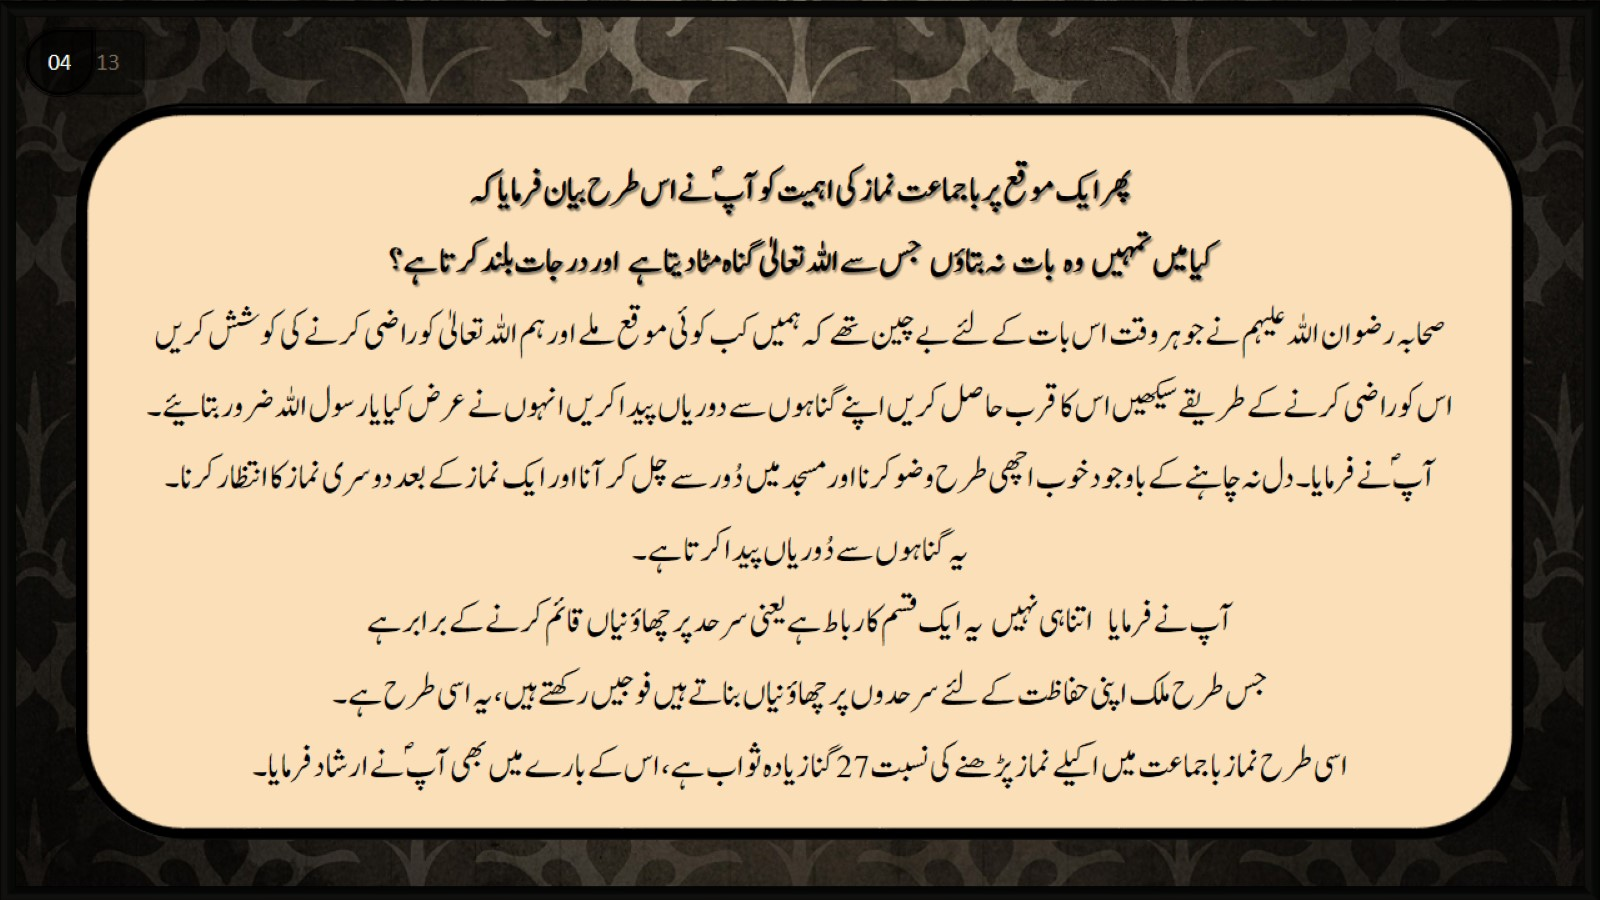 04 13
پھر ایک موقع پر باجماعت نماز کی اہمیت کو آپؐ نے اس طرح بیان فرمایا کہ
کیا میں تمہیں وہ بات نہ بتاؤں جس سے اللہ تعالیٰ گناہ مٹا دیتا ہے اور درجات بلند کرتا ہے؟
صحابہ رضوان اللہ علیہم نے جو ہر وقت اس بات کے لئے بے چین تھے کہ ہمیں کب کوئی موقع ملے اور ہم اللہ تعالیٰ کو راضی کرنے کی کوشش کریں
اس کو راضی کرنے کے طریقے سیکھیں اس کا قرب حاصل کریں اپنے گناہوں سے دوریاں پیدا کریں انہوں نے عرض کیا یا رسول اللہ ضرور بتایئے۔
آپؐ نے فرمایا۔ دل نہ چاہنے کے باوجود خوب اچھی طرح وضو کرنا اور مسجد میں دُور سے چل کر آنا اور ایک نماز کے بعد دوسری نماز کا انتظار کرنا۔
یہ گناہوں سے دُوریاں پیدا کرتا ہے۔
آپ نے فرمایا اتنا ہی نہیں یہ ایک قسم کا رباط ہے یعنی سرحد پر چھاؤنیاں قائم کرنے کے برابر ہے
جس طرح ملک اپنی حفاظت کے لئے سرحدوں پر چھاؤنیاں بناتے ہیں فوجیں رکھتے ہیں، یہ اسی طرح ہے۔
اسی طرح نماز باجماعت میں اکیلے نماز پڑھنے کی نسبت 27 گنا زیادہ ثواب ہے، اس کے بارے میں بھی آپؐ نے ارشاد فرمایا۔